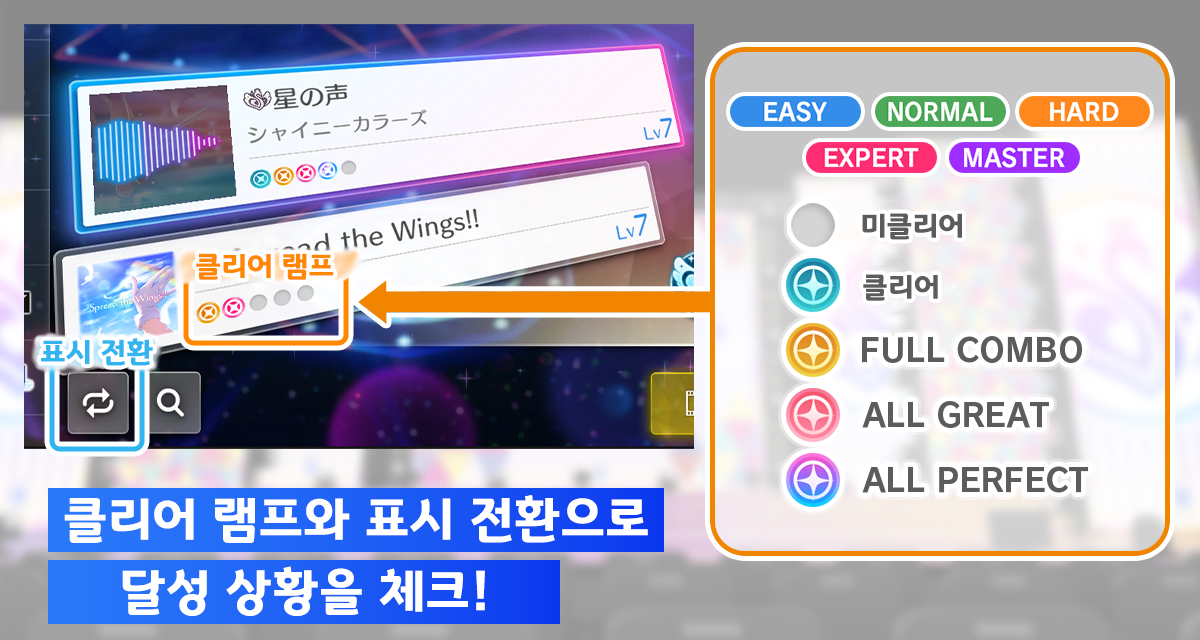 星の声
シャイニーカラーズ
Lv7
the Wings!!
Lv7
클리어 램프
Spread the Wings!!
표시 전환
클리어 램프와 표시 전환으로
달성 상황을 체크!
EASY NORMAL HARD
EXPERT MASTER
미클리어
클리어
FULL COMBO
ALL GREAT
ALL PERFECT